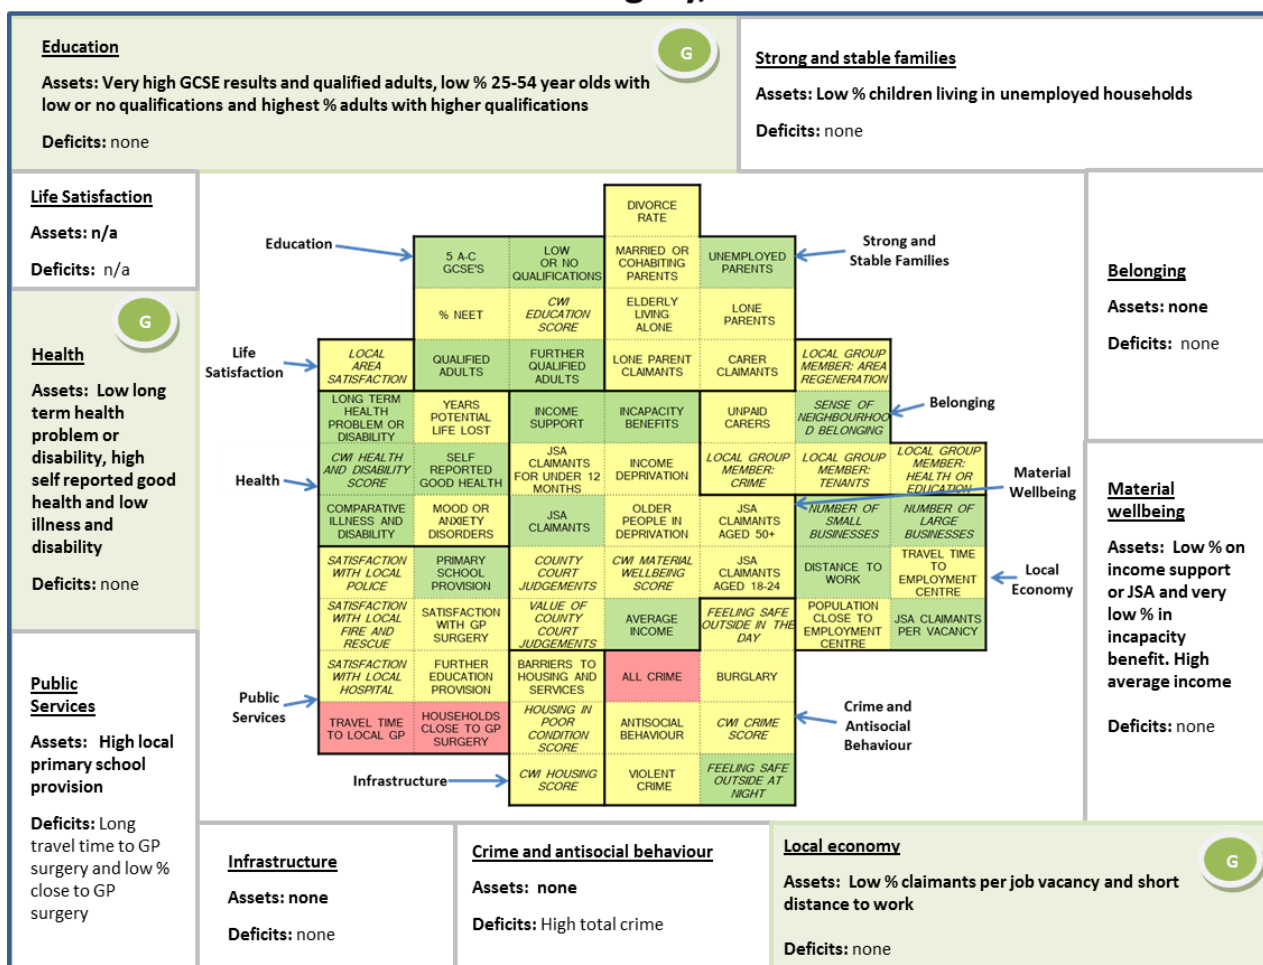 Education
G
Assets: Very high GCSE results and qualified adults, low % 25-54 year olds with
low or no qualifications and highest % adults with higher qualifications
Deficits: none
Strong and stable families
Assets: Low % children living in unemployed households
Deficits: none
Life Satisfaction
Assets: n/a
Deficits: n/a
G
Health
Assets: Low long
term health
problem or
disability, high
self reported good
health and low
illness and
disability
Deficits: none
Public
Services
Assets: High local
primary school
provision
Deficits: Long
travel time to GP
surgery and low %
close to GP
surgery
Education
Strong and
Stable Families
Life
Satisfaction
Belonging
Health
Material
Wellbeing
Local
Economy
Public
Services
Crime and
Antisocial
Behaviour
Infrastructure
DIVORCE
RATE
5 A-C
GCSE'S
LOW
OR NO
QUALIFICATIONS
MARRIED OR
COHABITING
PARENTS
UNEMPLOYED
PARENTS
% NEET
CWI
EDUCATION
SCORE
ELDERLY
LIVING
ALONE
LONE
PARENTS
LOCAL
AREA
SATISFACTION
QUALIFIED
ADULTS
FURTHER
QUALIFIED
ADULTS
LONE PARENT
CLAIMANTS
CARER
CLAIMANTS
LOCAL GROUP
MEMBER: AREA
REGENERATION
LONG TERM
HEALTH
PROBLEM OR
DISABILITY
YEARS
POTENTIAL
LIFE LOST
INCOME
SUPPORT
INCAPACITY
BENEFITS
UNPAID
CARERS
SENSE OF
NEIGHBOURHOO
D BELONGING
CWI HEALTH
AND DISABILITY
SCORE
SELF
REPORTED
GOOD HEALTH
JSA
CLAIMANTS
FOR UNDER 12
MONTHS
INCOME
DEPRIVATION
LOCAL GROUP
MEMBER:
CRIME
LOCAL GROUP
MEMBER:
TENANTS
LOCAL GROUP
MEMBER:
HEALTH OR
EDUCATION
COMPARATIVE
ILLNESS AND
DISABILITY
MOOD OR
ANXIETY
DISORDERS
JSA
CLAIMANTS
OLDER
PEOPLE IN
DEPRIVATION
JSA
CLAIMANTS
AGED 50+
NUMBER OF
SMALL
BUSINESSES
NUMBER OF
LARGE
BUSINESSES
SATISFACTION
WITH LOCAL
POLICE
PRIMARY
SCHOOL
PROVISION
COUNTY
COURT
JUDGEMENTS
CWI MATERIAL
WELLBEING
SCORE
JSA
CLAIMANTS
AGED 18-24
DISTANCE TO
WORK
TRAVEL TIME
TO
EMPLOYMENT
CENTRE
SATISFACTION
WITH LOCAL
FIRE AND
RESCUE
SATISFACTION
WITH GP
SURGERY
VALUE OF
COUNTY
COURT
JUDGEMENTS
AVERAGE
INCOME
FEELING SAFE
OUTSIDE IN THE
DAY
POPULATION
CLOSE TO
EMPLOYMENT
CENTRE
JSA CLAIMANTS
PER VACANCY
SATISFACTION
WITH LOCAL
HOSPITAL
FURTHER
EDUCATION
PROVISION
BARRIERS TO
HOUSING AND
SERVICES
ALL CRIME
BURGLARY
TRAVEL TIME
TO LOCAL GP
HOUSEHOLDS
CLOSE TO GP
SURGERY
HOUSING IN
POOR
CONDITION
SCORE
ANTISOCIAL
BEHAVIOUR
CWI CRIME
SCORE
CWI HOUSING
SCORE
VIOLENT
CRIME
FEELING SAFE
OUTSIDE AT
NIGHT
Belonging
Assets: none
Deficits: none
Material
wellbeing
Assets: Low % on
income support
or JSA and very
low % in
incapacity
benefit. High
average income
Deficits: none
Infrastructure
Assets: none
Deficits: none
Crime and antisocial behaviour
Assets: none
Deficits: High total crime
Local economy
G
Assets: Low % claimants per job vacancy and short
distance to work
Deficits: none